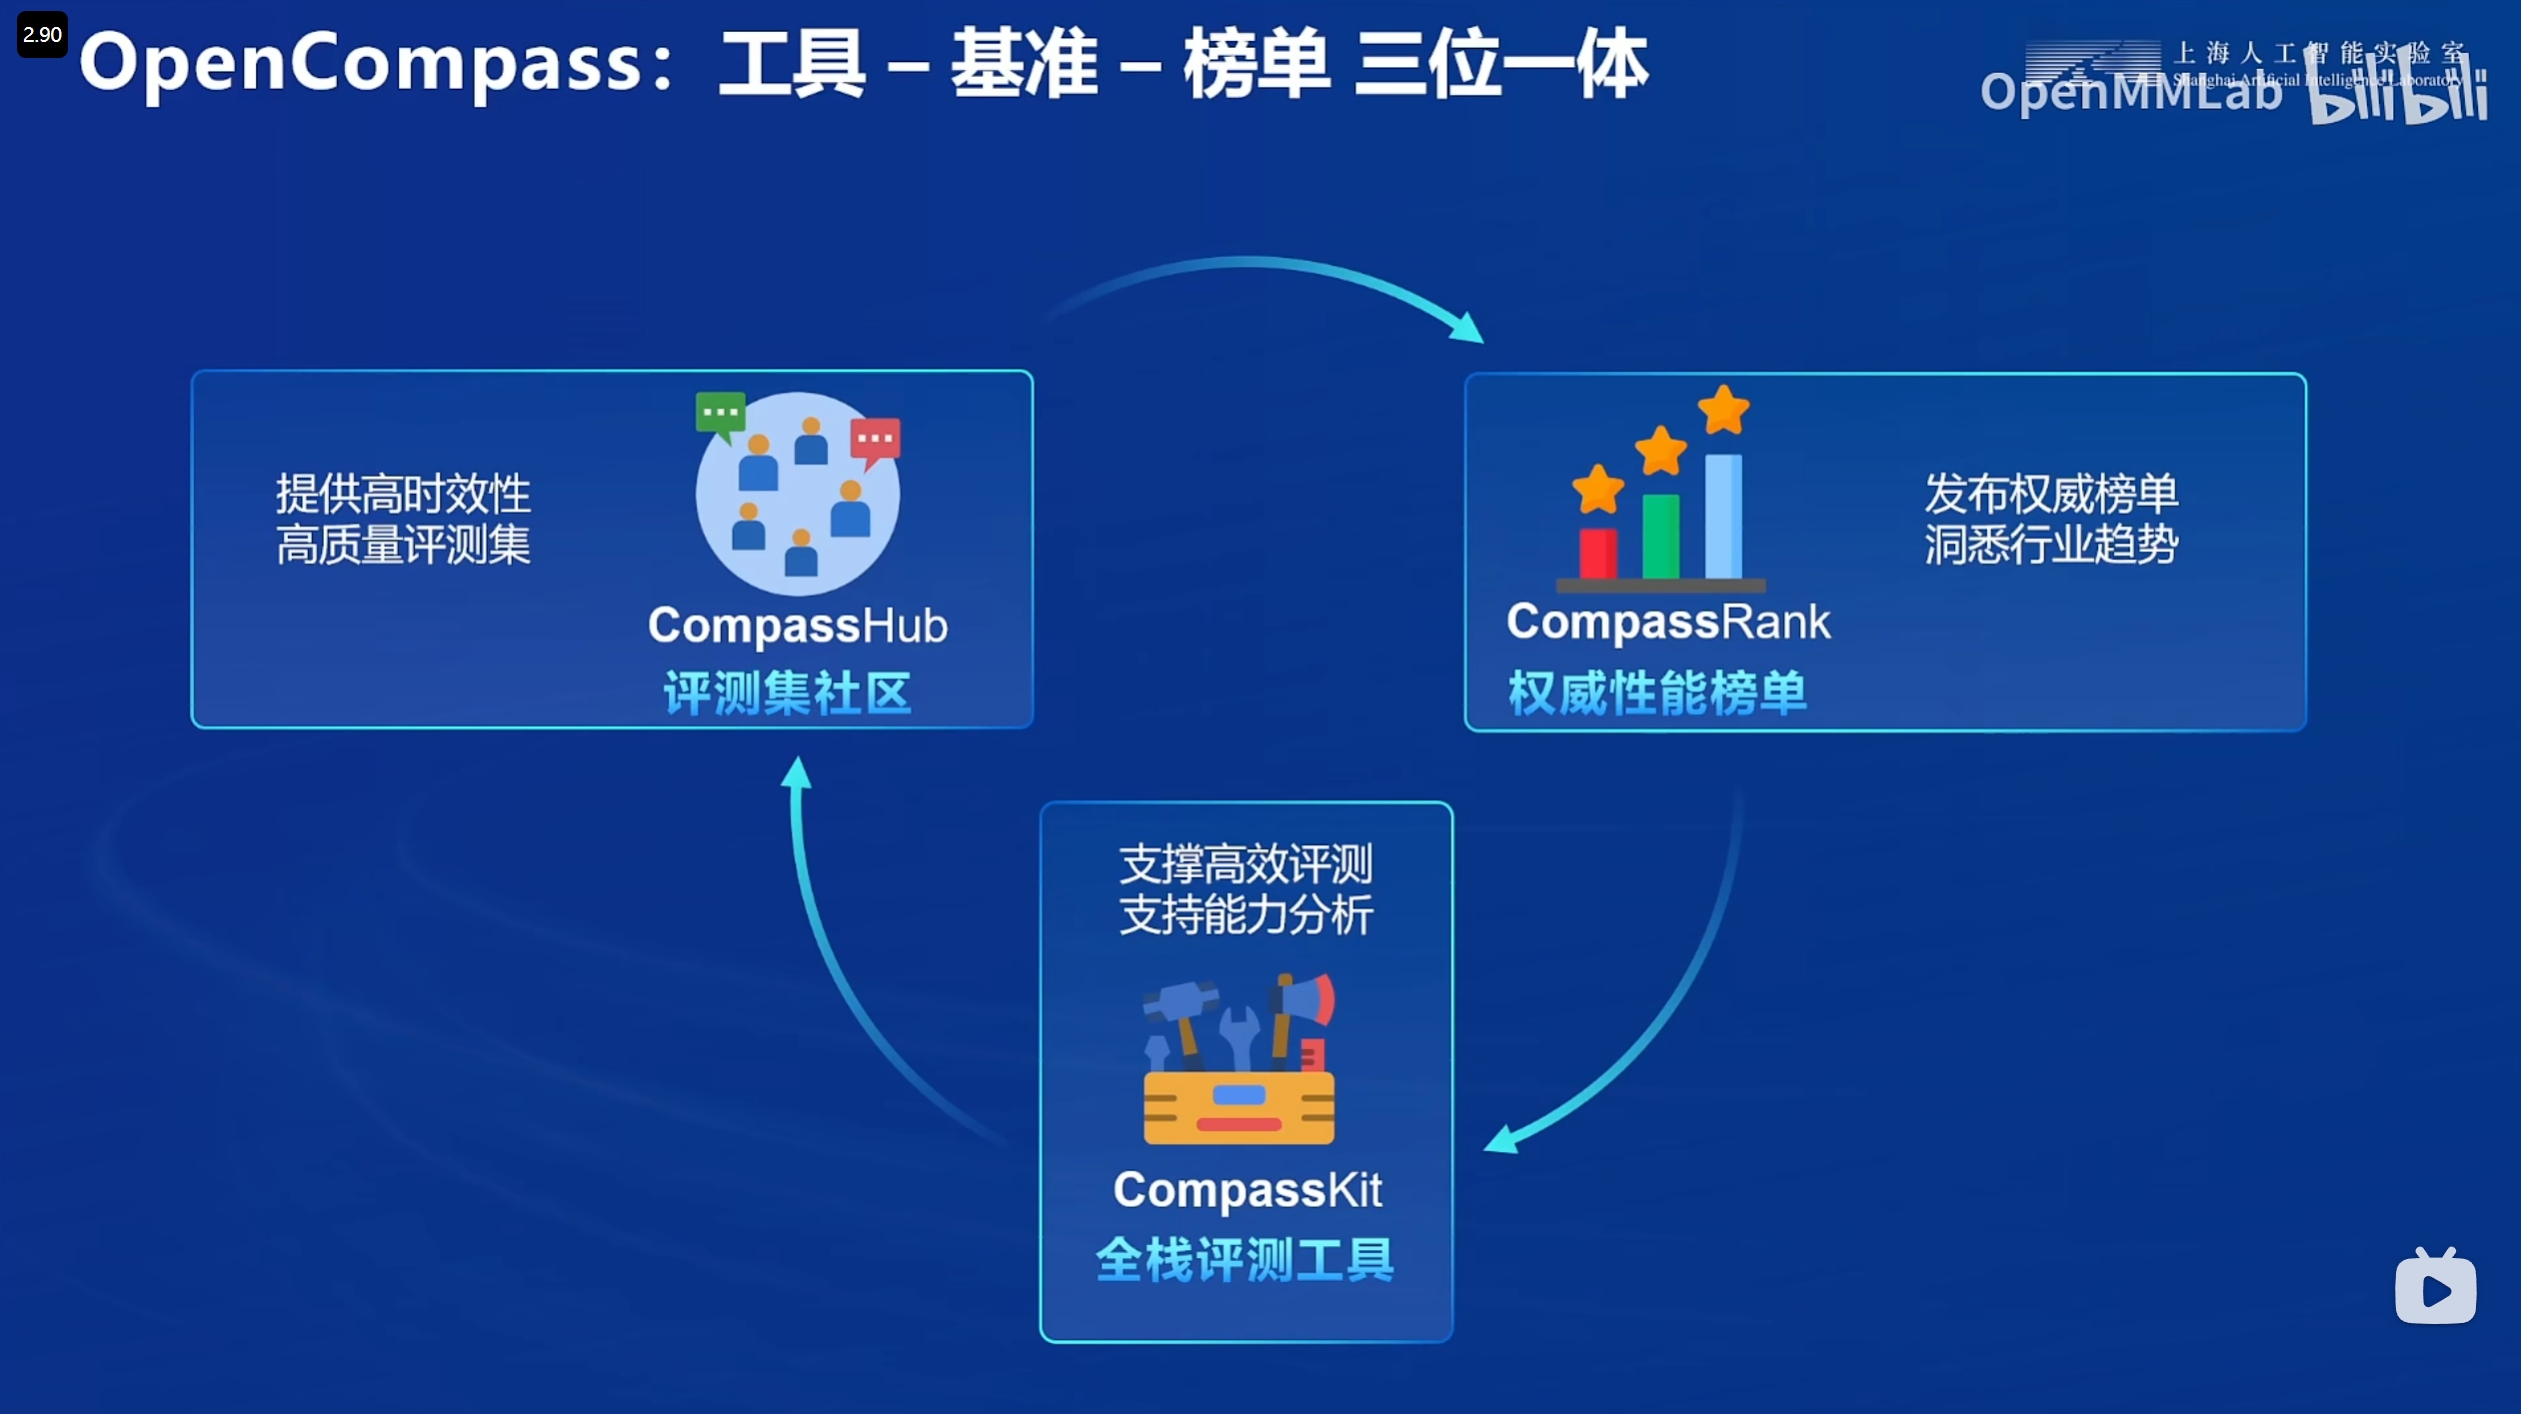 2.90
OpenCompass：工具 – 基准 – 榜单 三位一体
上海人工智能实验室
Shanghai Artificial Intelligence Laboratory
OpenMMLab bilibili
提供高时效性
高质量评测集
CompassHub
评测集社区
CompassRank
权威性能榜单
发布权威榜单
洞悉行业趋势
支撑高效评测
支持能力分析
CompassKit
全栈评测工具